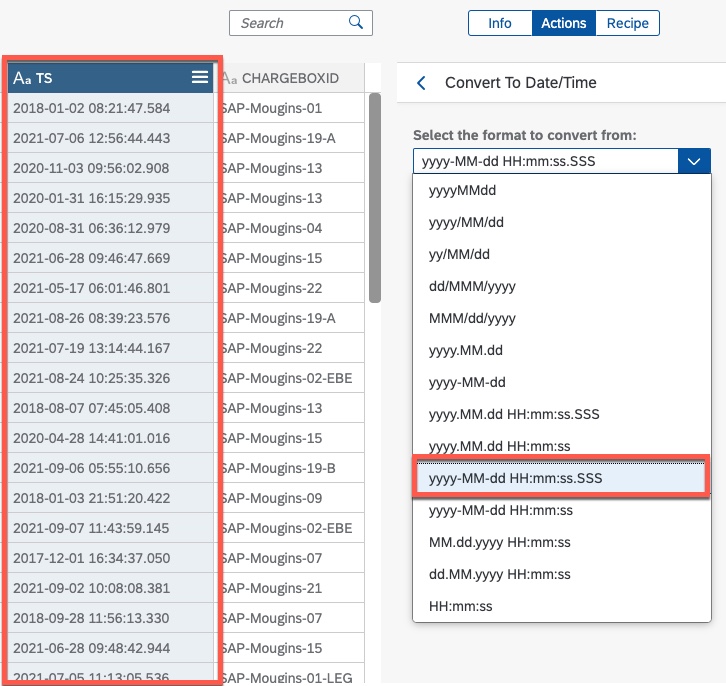 Search
Info Actions Recipe
Aa TS Aa CHARGEBOXID
2018-01-02 08:21:47.584 SAP-Mougins-01
2021-07-06 12:56:44.443 SAP-Mougins-19-A
2020-11-03 09:56:02.908 SAP-Mougins-13
2020-01-31 16:15:29.935 SAP-Mougins-13
2020-08-31 06:36:12.979 SAP-Mougins-04
2021-06-28 09:46:47.669 SAP-Mougins-15
2021-05-17 06:01:46.801 SAP-Mougins-22
2021-08-26 08:39:23.576 SAP-Mougins-19-A
2021-07-19 13:14:44.167 SAP-Mougins-22
2021-08-24 10:25:35.326 SAP-Mougins-02-EBE
2018-08-07 07:45:05.408 SAP-Mougins-13
2020-04-28 14:41:01.016 SAP-Mougins-15
2021-09-06 05:55:10.656 SAP-Mougins-19-B
2018-01-03 21:51:20.422 SAP-Mougins-09
2021-09-07 11:43:59.145 SAP-Mougins-02-EBE
2017-12-01 16:34:37.050 SAP-Mougins-07
2021-09-02 10:08:08.381 SAP-Mougins-21
2018-09-28 11:56:13.330 SAP-Mougins-07
2021-06-28 09:48:42.944 SAP-Mougins-15
2021-07-05 11:13:05.536 SAP-Mougins-01-LEG
Convert To Date/Time
Select the format to convert from:
yyyy-MM-dd HH:mm:ss.SSS
yyyyMMdd
yyyy/MM/dd
yy/MM/dd
dd/MMM/yyyy
MMM/dd/yyyy
yyyy.MM.dd
yyyy-MM-dd
yyyy.MM.dd HH:mm:ss.SSS
yyyy.MM.dd HH:mm:ss
yyyy-MM-dd HH:mm:ss.SSS
yyyy-MM-dd HH:mm:ss
MM.dd.yyyy HH:mm:ss
dd.MM.yyyy HH:mm:ss
HH:mm:ss